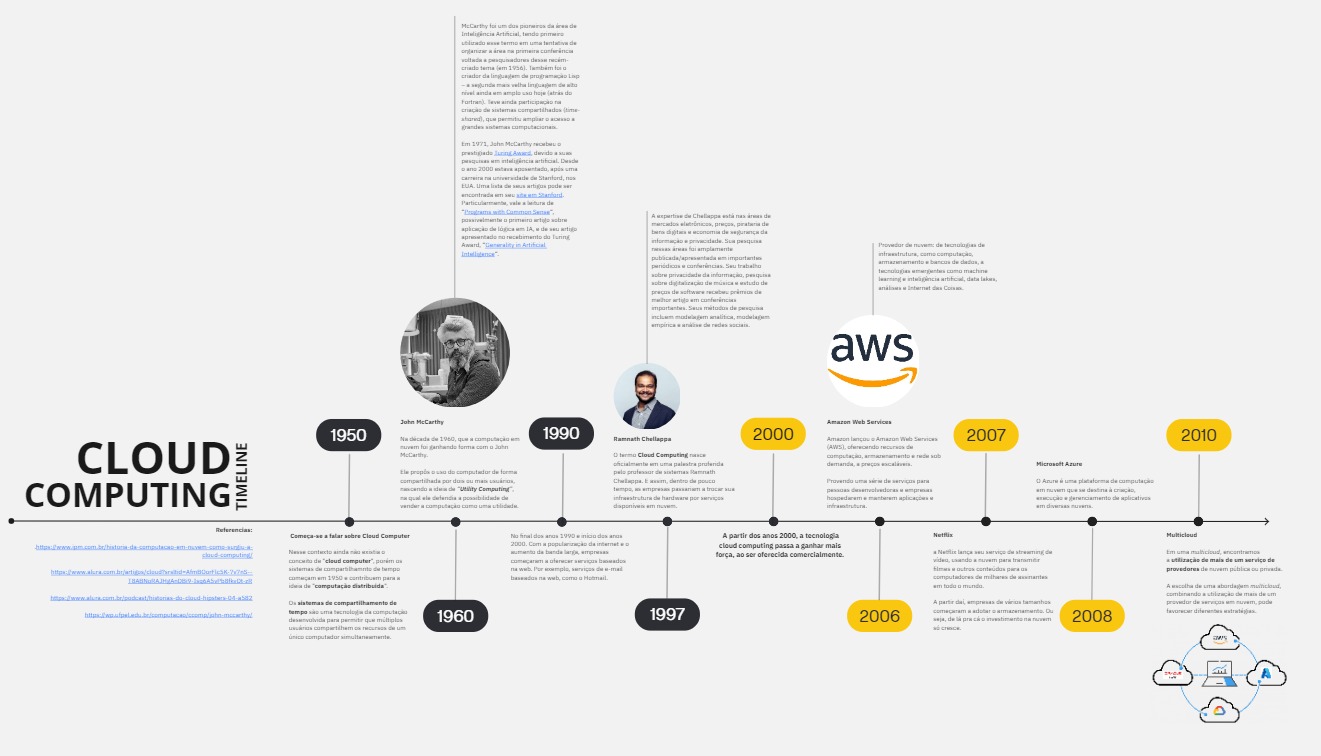 CLOUD
COMPUTING
TIMELINE
Referencias:
https://www.ipm.com.br/historia-da-computacao-em-nuvem-como-surgiu-a-
cloud-computing/
https://www.alura.com.br/podcast/historias-do-cloud-hipsters-04-a582
https://wp.ufpel.edu.br/computacao/ccomp/john-mccarthy/
1950
Começa-se a falar sobre Cloud Computer
Nesse contexto ainda não existia o
conceito de "cloud computer", porém os
sistemas de compartilhamnto de tempo
começam em 1950 e contribuem para a
ideia de "computação distribuída".
Os sistemas de compartilhamento de
tempo são uma tecnologia da computação
desenvolvida para permitir que múltiplos
usuários compartilhem os recursos de um
único computador simultaneamente.
McCarthy foi um dos pioneiros da área de
Inteligência Artificial, tendo primeiro
utilizado esse termo em uma tentativa de
organizar a área na primeira conferência
voltada a pesquisadores desse recém-
criado tema (em 1956). Também foi o
criador da linguagem de programação Lisp
– a segunda mais velha linguagem de alto
nível ainda em amplo uso hoje (atrás do
Fortran). Teve ainda participação na
criação de sistemas compartilhados (time-
shared), que permitiu ampliar o acesso a
grandes sistemas computacionais.
Em 1971, John McCarthy recebeu o
prestigiado Turing Award, devido a suas
pesquisas em inteligência artificial. Desde
o ano 2000 estava aposentado, após uma
carreira na universidade de Stanford, nos
EUA. Uma lista de seus artigos pode ser
encontrada em seu site em Stanford.
Particularmente, vale a leitura de
"Programs with Common Sense",
possivelmente o primeiro artigo sobre
aplicação de lógica em IA, e de seu artigo
apresentado no recebimento do Turing
Award, "Generality in Artificial
Intelligence".
John McCarthy
Na década de 1960, que a computação em
nuvem foi ganhando forma com o John
McCarthy.
Ele propôs o uso do computador de forma
compartilhada por dois ou mais usuários,
nascendo a ideia de "Utility Computing",
na qual ele defendia a possibilidade de
vender a computação como uma utilidade.
1960
1990
No final dos anos 1990 e início dos anos
2000. Com a popularização da internet e o
aumento da banda larga, empresas
começaram a oferecer serviços baseados
na web. Por exemplo, serviços de e-mail
baseados na web, como o Hotmail.
A expertise de Chellappa está nas áreas de
mercados eletrônicos, preços, pirataria de
bens digitais e economia de segurança da
informação e privacidade. Sua pesquisa
nessas áreas foi amplamente
publicada/apresentada em importantes
periódicos e conferências. Seu trabalho
sobre privacidade da informação, pesquisa
sobre digitalização de música e estudo de
preços de software recebeu prêmios de
melhor artigo em conferências
importantes. Seus métodos de pesquisa
incluem modelagem analítica, modelagem
empírica e análise de redes sociais.
Ramnath Chellappa
O termo Cloud Computing nasce
oficialmente em uma palestra proferida
pelo professor de sistemas Ramnath
Chellappa. E assim, dentro de pouco
tempo, as empresas passariam a trocar sua
infraestrutura de hardware por serviços
disponíveis em nuvem.
1997
2000
A partir dos anos 2000, a tecnologia
cloud computing passa a ganhar mais
força, ao ser oferecida comercialmente.
Provedor de nuvem: de tecnologias de
infraestrutura, como computação,
armazenamento e bancos de dados, a
tecnologias emergentes como machine
learning e inteligência artificial, data lakes,
análises e Internet das Coisas.
aws
Amazon Web Services
Amazon lançou o Amazon Web Services
(AWS), oferecendo recursos de
computação, armazenamento e rede sob
demanda, a preços escaláveis.
Provendo uma série de serviços para
pessoas desenvolvedoras e empresas
hospedarem e manterem aplicações e
infraestrutura.
2006
2007
Netflix
a Netflix lança seu serviço de streaming de
vídeo, usando a nuvem para transmitir
filmes e outros conteúdos para os
computadores de milhares de assinantes
em todo o mundo.
A partir daí, empresas de vários tamanhos
começaram a adotar o armazenamento. Ou
seja, de lá pra cá o investimento na nuvem
só cresce.
Microsoft Azure
O Azure é uma plataforma de computação
em nuvem que se destina à criação,
execução e gerenciamento de aplicativos
em diversas nuvens.
2008
2010
Multicloud
Em uma multicloud, encontramos
a utilização de mais de um serviço de
provedores de nuvem pública ou privada.
A escolha de uma abordagem multicloud,
combinando a utilização de mais de um
provedor de serviços em nuvem, pode
favorecer diferentes estratégias.
aws